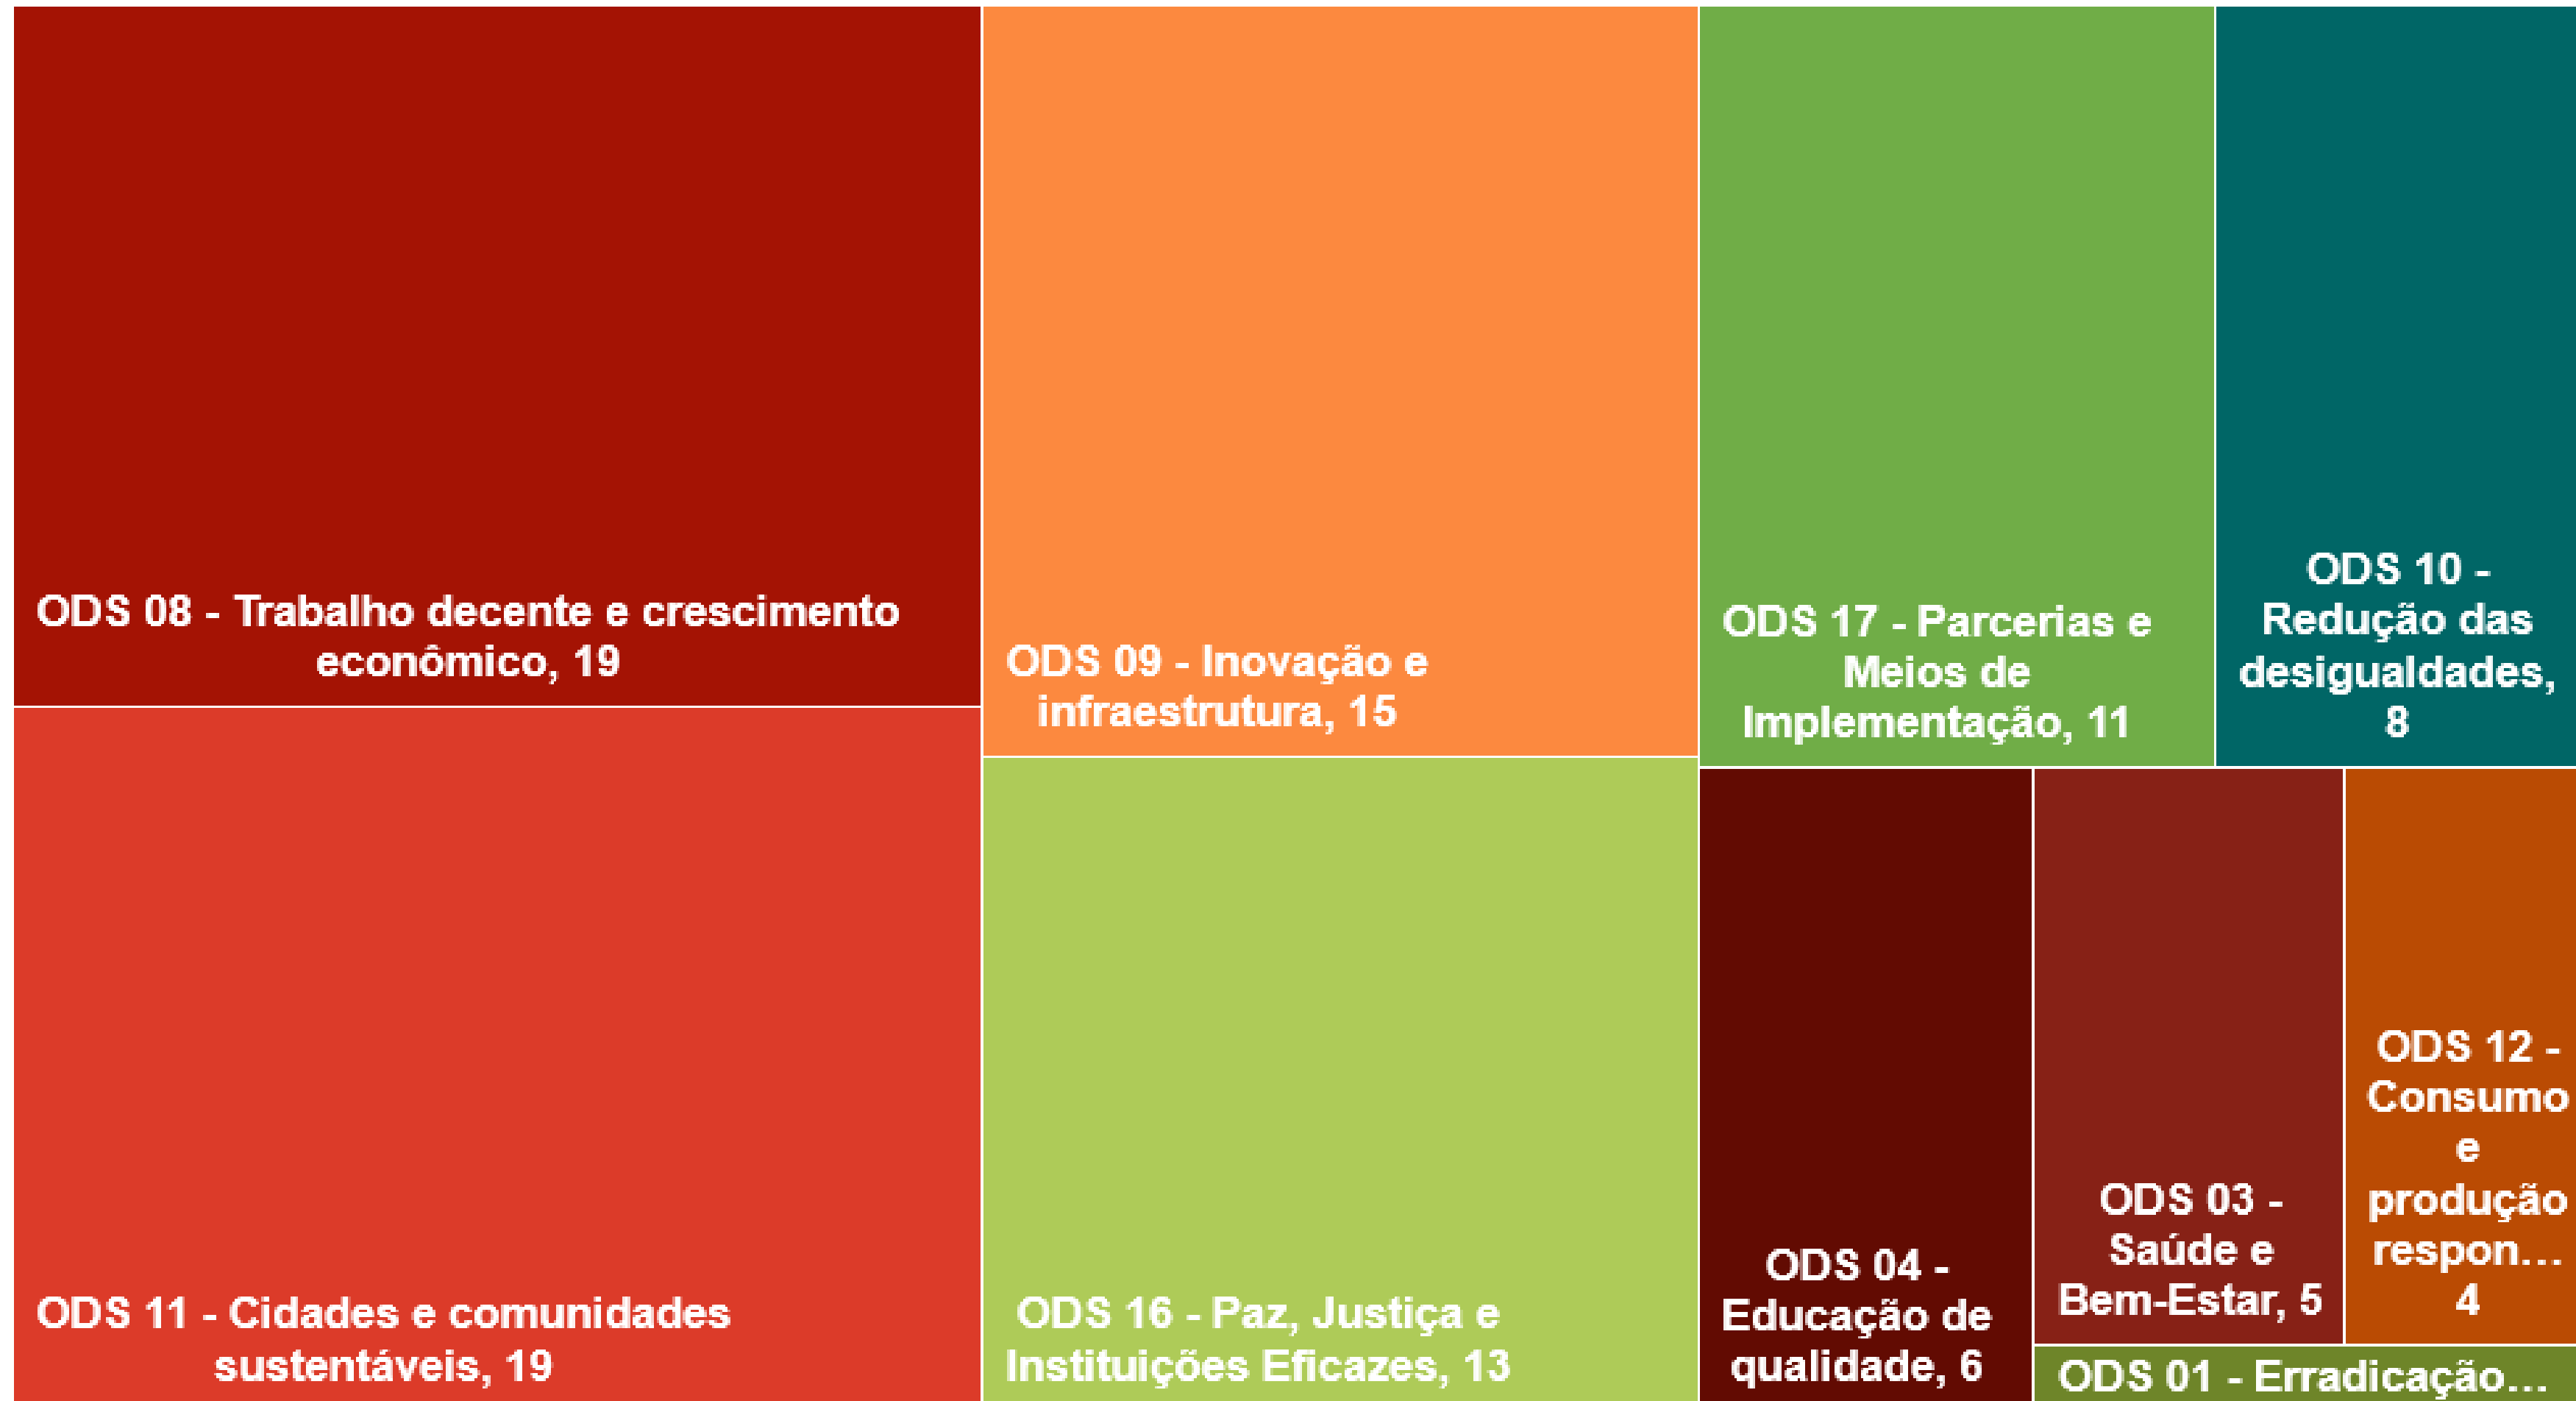 ODS 08 - Trabalho decente e crescimento
econômico, 19
ODS 09 - Inovação e
infraestrutura, 15
ODS 17 - Parcerias e
Meios de
Implementação, 11
ODS 10 -
Redução das
desigualdades,
8
ODS 11 - Cidades e comunidades
sustentáveis, 19
ODS 16 - Paz, Justiça e
Instituições Eficazes, 13
ODS 04 -
Educação de
qualidade, 6
ODS 03 -
Saúde e
Bem-Estar, 5
ODS 12 -
Consumo
e
produção
respon...
4
ODS 01 - Erradicação...